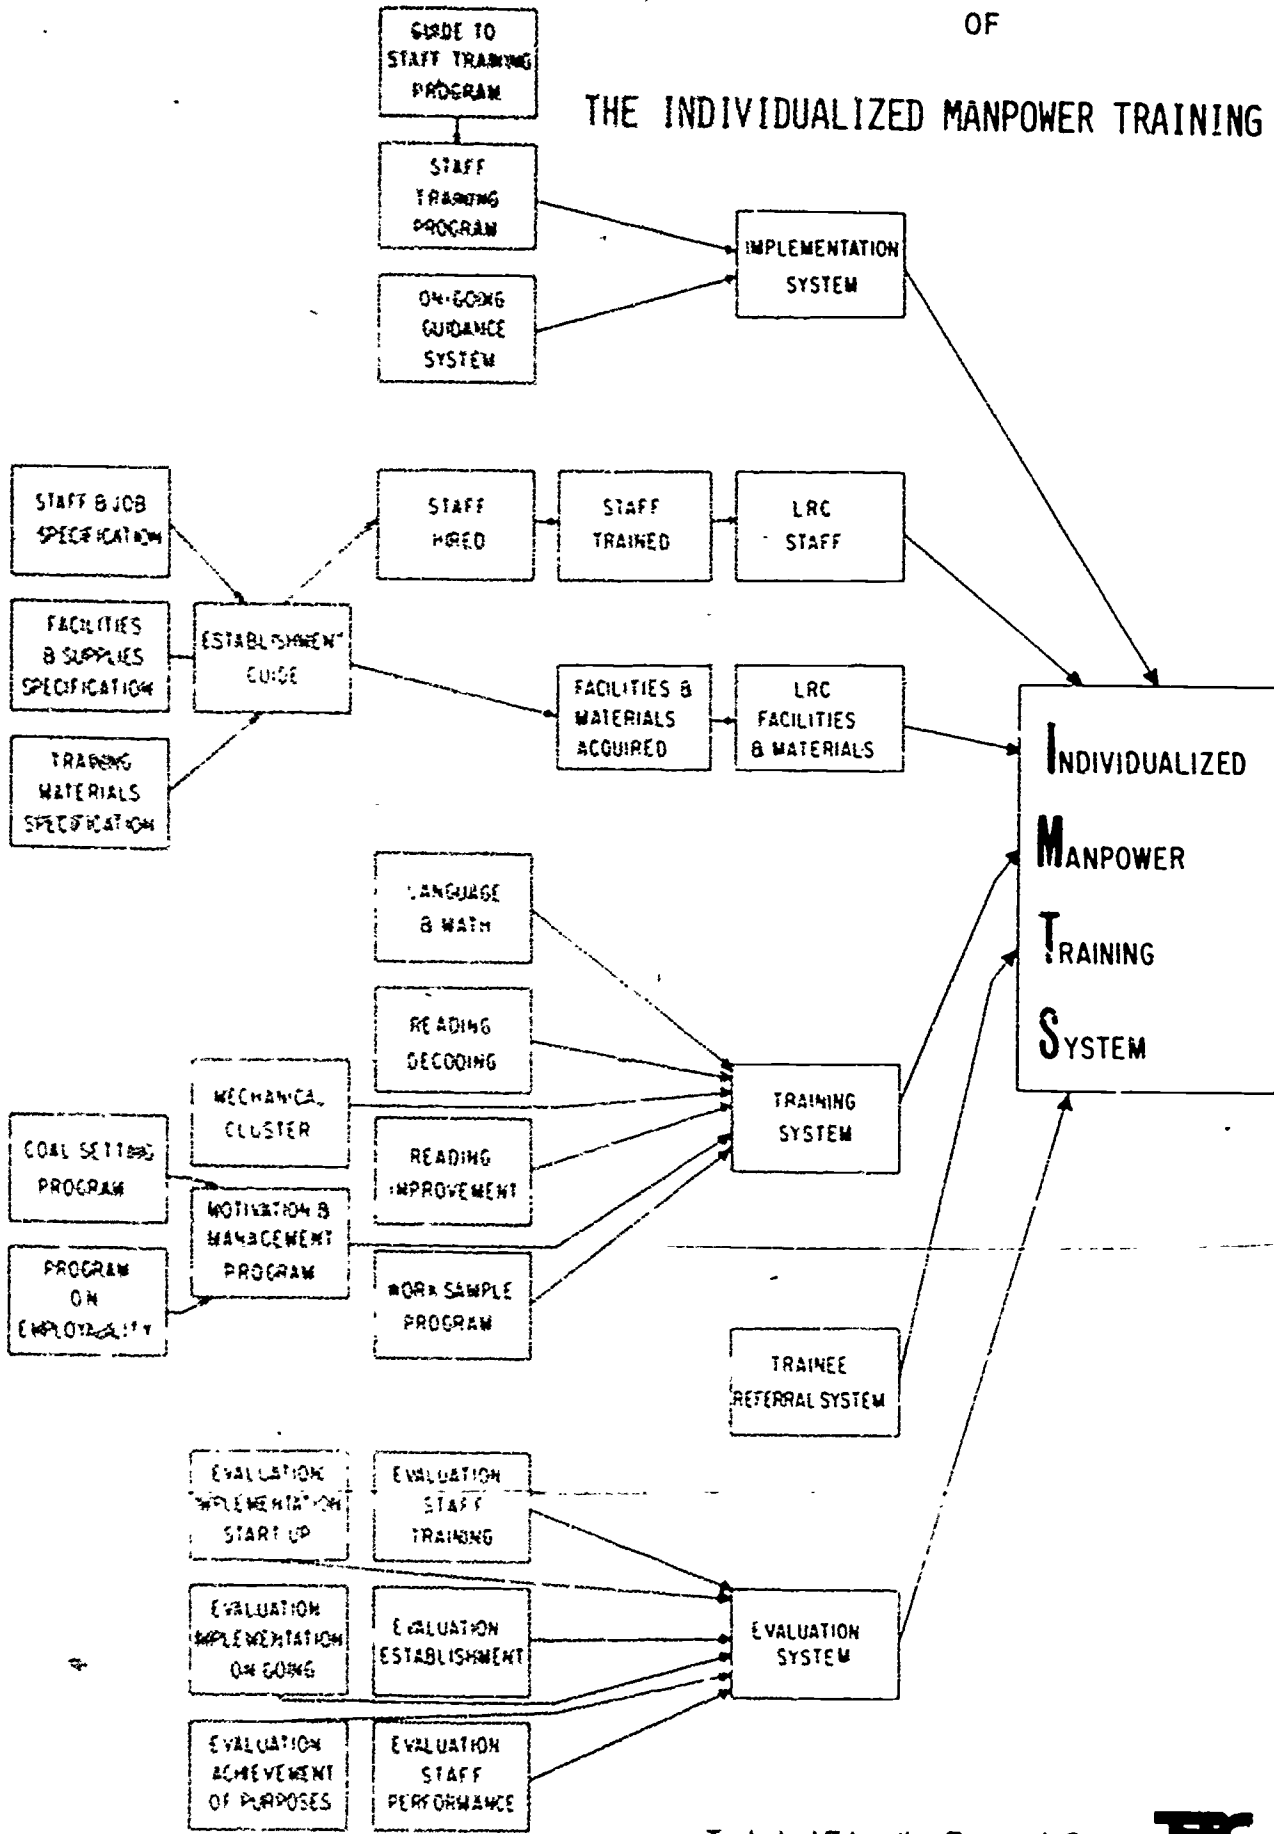 OF
THE INDIVIDUALIZED MANPOWER TRAINING
GUIDE TO
STAFF TRAINING
PROGRAM
STAFF
TRAINING
PROGRAM
ON-GOING
GUIDANCE
SYSTEM
IMPLEMENTATION
SYSTEM
STAFF & JOB
SPECIFICATION
FACILITIES
& SUPPLIES
SPECIFICATION
TRAINING
MATERIALS
SPECIFICATION
ESTABLISHMENT
GUIDE
STAFF
HIRED
STAFF
TRAINED
LRC
STAFF
FACILITIES &
MATERIALS
ACQUIRED
LRC
FACILITIES
& MATERIALS
INDIVIDUALIZED
MANPOWER
TRAINING
SYSTEM
LANGUAGE
& MATH
READING
DECODING
MECHANICAL
CLUSTER
READING
IMPROVEMENT
GOAL SETTING
PROGRAM
MOTIVATION &
MANAGEMENT
PROGRAM
PROGRAM
ON
EMPLOYABILITY
WORK SAMPLE
PROGRAM
TRAINING
SYSTEM
TRAINEE
REFERRAL SYSTEM
EVALUATION
IMPLEMENTATION
START UP
EVALUATION
STAFF
TRAINING
EVALUATION
IMPLEMENTATION
ON GOING
EVALUATION
ESTABLISHMENT
EVALUATION
ACHIEVEMENT
OF PURPOSES
EVALUATION
STAFF
PERFORMANCE
EVALUATION
SYSTEM